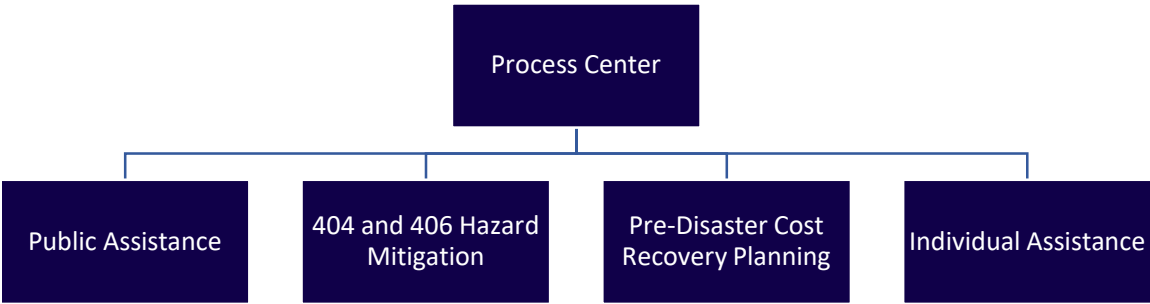 Process Center
Public Assistance
404 and 406 Hazard
Mitigation
Pre-Disaster Cost
Recovery Planning
Individual Assistance